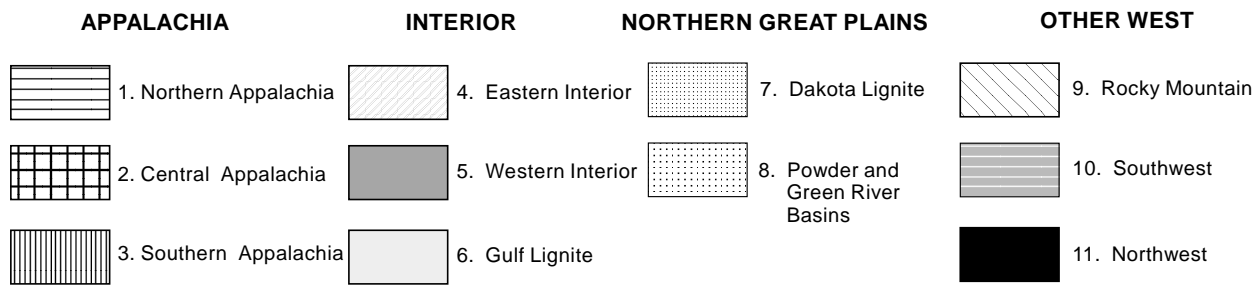 APPALACHIA
1. Northern Appalachia
2. Central Appalachia
3. Southern Appalachia
INTERIOR
4. Eastern Interior
5. Western Interior
6. Gulf Lignite
NORTHERN GREAT PLAINS
7. Dakota Lignite
8. Powder and
Green River
Basins
OTHER WEST
9. Rocky Mountain
10. Southwest
11. Northwest